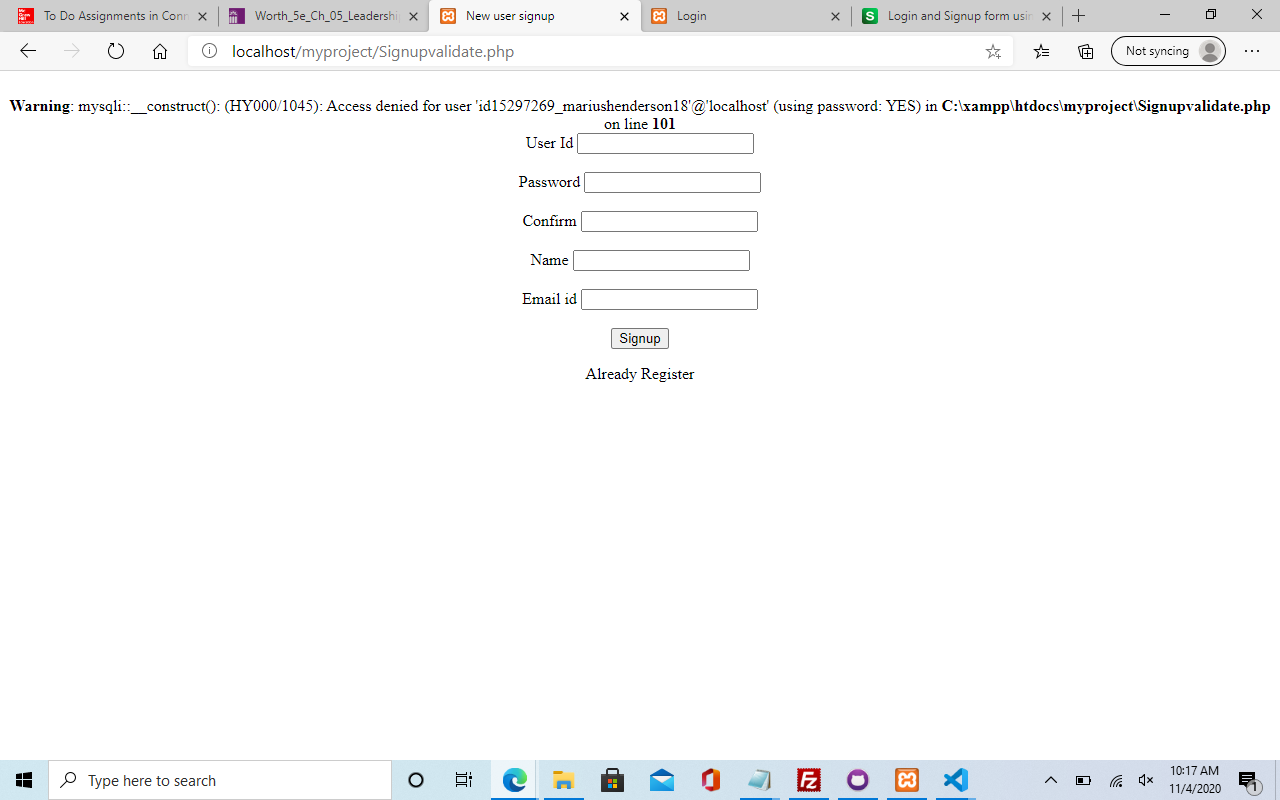 To Do Assignments in Conn
Worth_5e_Ch_05_Leadershi
New user signup
Login
Login and Signup form usin
localhost/myproject/Signupvalidate.php
Not syncing
Warning: mysqli::__construct(): (HY000/1045): Access denied for user 'id15297269_mariushenderson18'@'localhost' (using password: YES) in C:\xampp\htdocs\myproject\Signupvalidate.php
on line 101
User Id
Password
Confirm
Name
Email id
Signup
Already Register
Type here to search
10:17 AM
11/4/2020
1